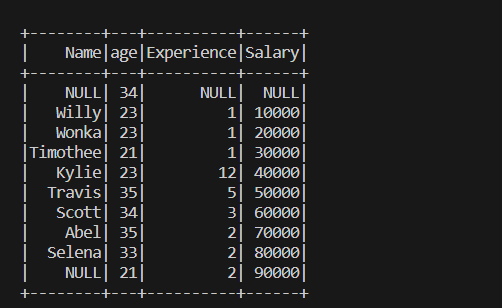 +--------+---+----------+------+
|    Name|age|Experience|Salary|
+--------+---+----------+------+
|    NULL| 34|      NULL|  NULL|
|   Willy| 23|         1| 10000|
|   Wonka| 23|         1| 20000|
|Timothee| 21|         1| 30000|
|   Kylie| 23|        12| 40000|
|  Travis| 35|         5| 50000|
|   Scott| 34|         3| 60000|
|    Abel| 35|         2| 70000|
|  Selena| 33|         2| 80000|
|    NULL| 21|         2| 90000|
+--------+---+----------+------+